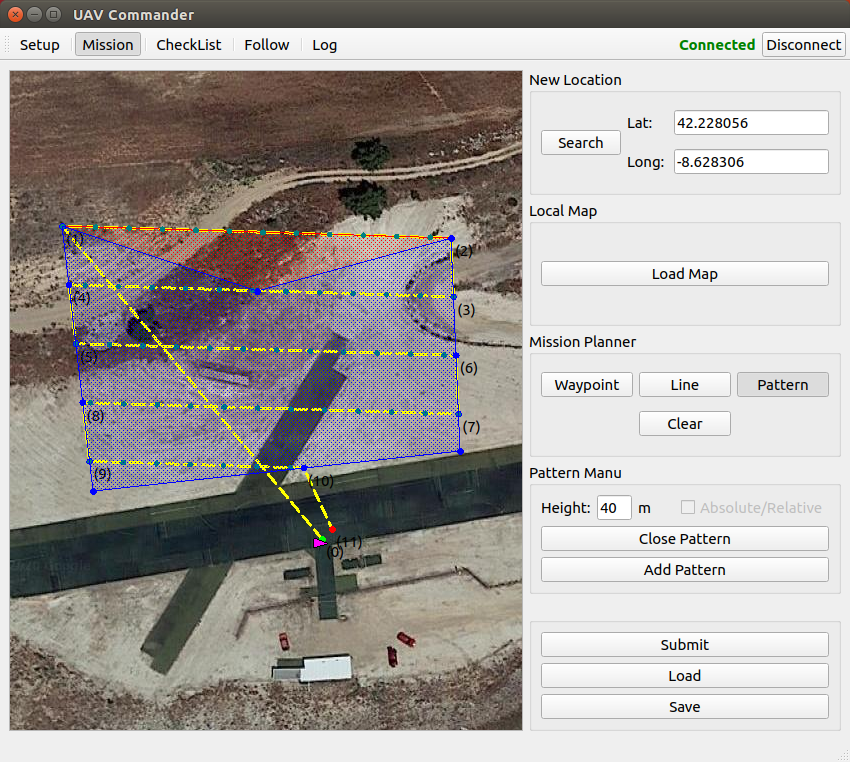 UAV Commander
Setup Mission CheckList Follow Log Connected Disconnect
New Location
Lat: 42.228056
Search
Long: -8.628306
Local Map
Load Map
Mission Planner
Waypoint Line Pattern
Clear
Pattern Manu
Height: 40 m Absolute/Relative
Close Pattern
Add Pattern
Submit
Load
Save
(1)
(2)
(4)
(3)
(5)
(6)
(8)
(7)
(9)
(10)
(11)
(0)
Google